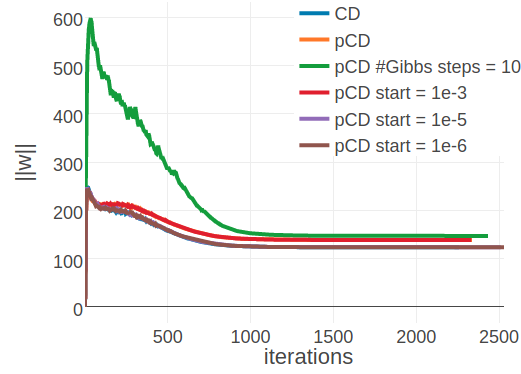 CD
pCD
pCD #Gibbs steps = 10
pCD start = 1e-3
pCD start = 1e-5
pCD start = 1e-6
600
500
400
300
200
100
0
||w||
500
1000
1500
2000
2500
iterations